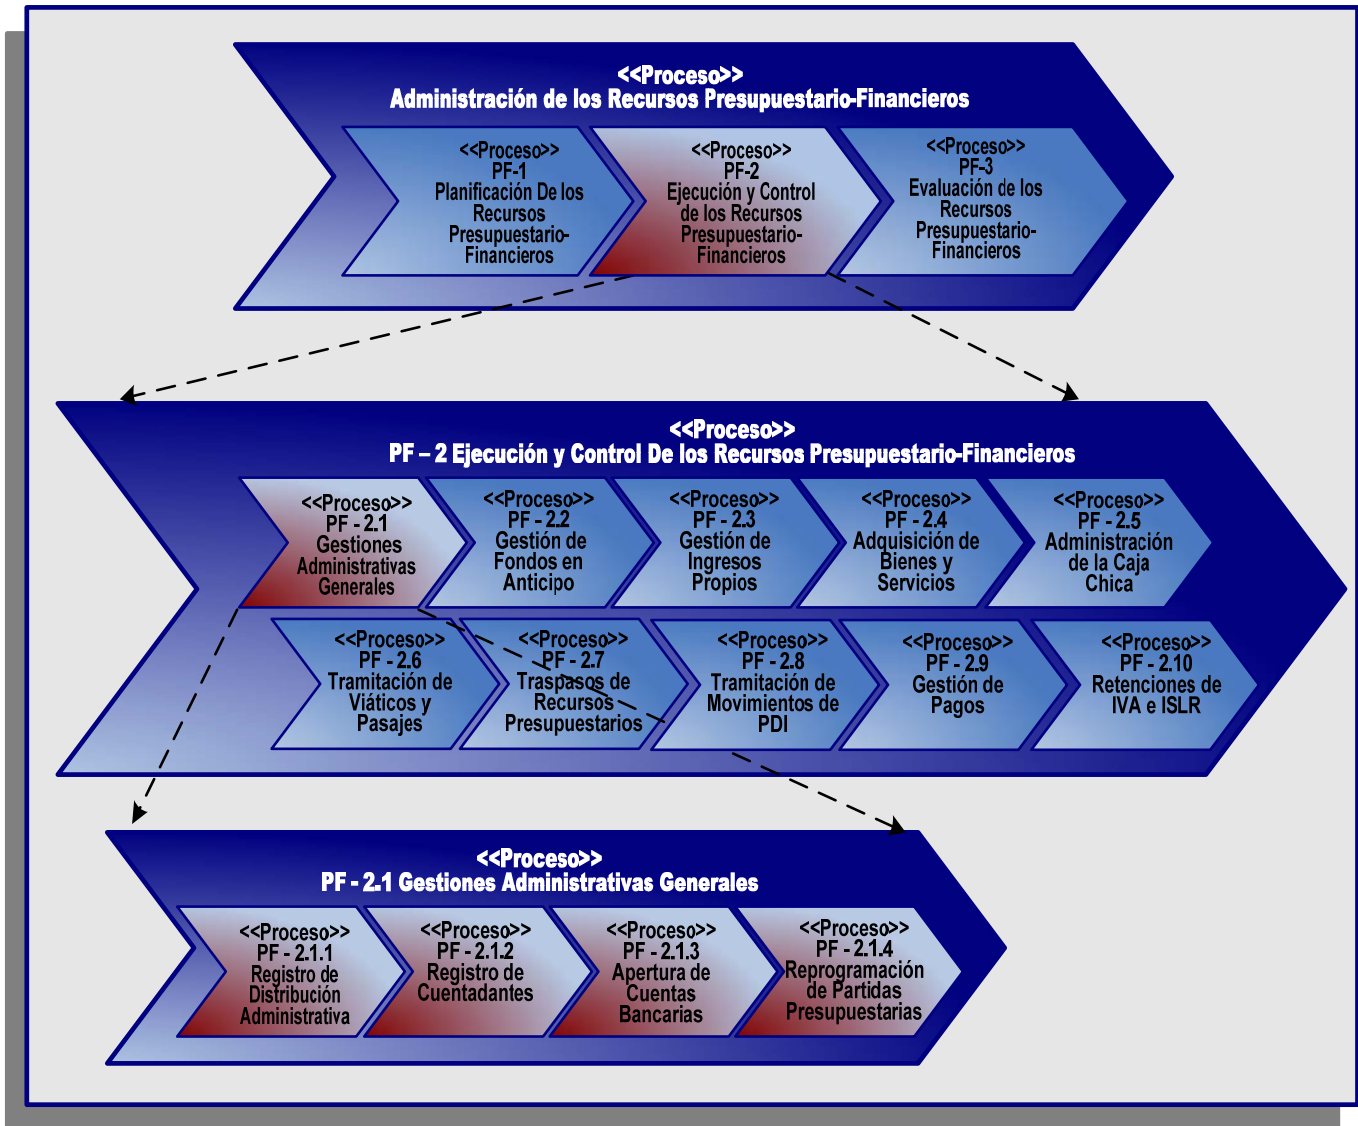 <<Proceso>>
Administración de los Recursos Presupuestario-Financieros
<<Proceso>>
PF-1
Planificación De los
Recursos
Presupuestario-
Financieros
<<Proceso>>
PF-2
Ejecución y Control
de los Recursos
Presupuestario-
Financieros
<<Proceso>>
PF-3
Evaluación de los
Recursos
Presupuestario-
Financieros
<<Proceso>>
PF – 2 Ejecución y Control De los Recursos Presupuestario-Financieros
<<Proceso>>
PF - 2.1
Gestiones
Administrativas
Generales
<<Proceso>>
PF - 2.2
Gestión de
Fondos en
Anticipo
<<Proceso>>
PF - 2.3
Gestión de
Ingresos
Propios
<<Proceso>>
PF - 2.4
Adquisición de
Bienes y
Servicios
<<Proceso>>
PF - 2.5
Administración
de la Caja
Chica
<<Proceso>>
PF - 2.6
Tramitación de
Viáticos y
Pasajes
<<Proceso>>
PF - 2.7
Traspasos de
Recursos
Presupuestarios
<<Proceso>>
PF - 2.8
Tramitación de
Movimientos de
PDI
<<Proceso>>
PF - 2.9
Gestión de
Pagos
<<Proceso>>
PF - 2.10
Retenciones de
IVA e ISLR
<<Proceso>>
PF - 2.1 Gestiones Administrativas Generales
<<Proceso>>
PF - 2.1.1
Registro de
Distribución
Administrativa
<<Proceso>>
PF - 2.1.2
Registro de
Cuentadantes
<<Proceso>>
PF - 2.1.3
Apertura de
Cuentas
Bancarias
<<Proceso>>
PF - 2.1.4
Reprogramación
de Partidas
Presupuestarias